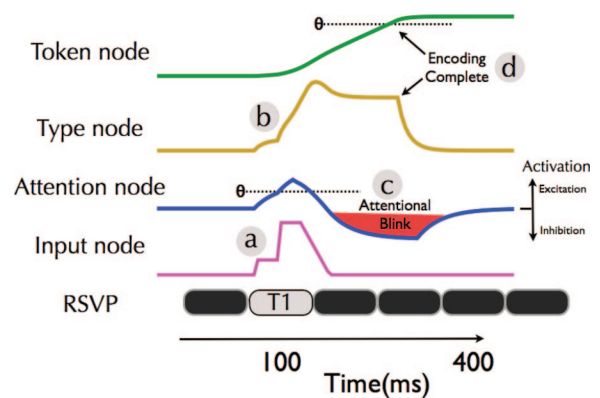 Token node
θ
Encoding
Complete
d
Type node
b
Attention node
θ
c
Attentional
Blink
Activation
Excitation
Inhibition
Input node
a
RSVP
T1
100
400
Time(ms)